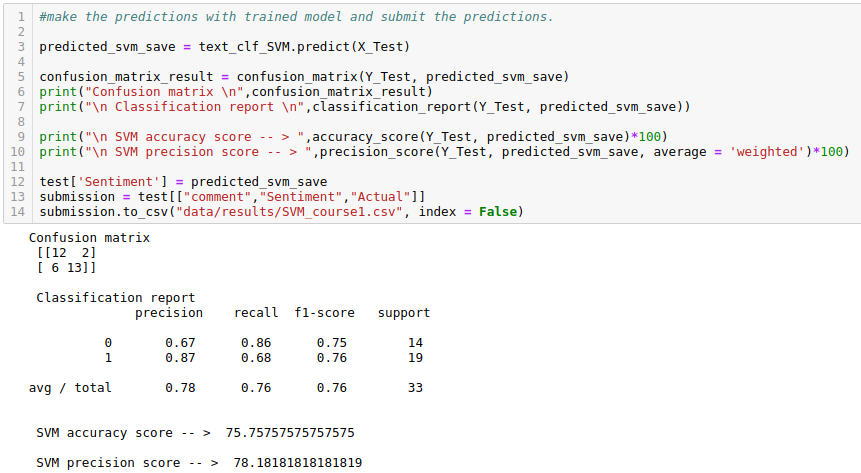 1 #make the predictions with trained model and submit the predictions.
2
3 predicted_svm_save = text_clf_SVM.predict(X_Test)
4
5 confusion_matrix_result = confusion_matrix(Y_Test, predicted_svm_save)
6 print("Confusion matrix \n",confusion_matrix_result)
7 print("\n Classification report \n",classification_report(Y_Test, predicted_svm_save))
8
9 print("\n SVM accuracy score -- > ",accuracy_score(Y_Test, predicted_svm_save)*100)
10 print("\n SVM precision score -- > ",precision_score(Y_Test, predicted_svm_save, average = 'weighted')*100)
11
12 test['Sentiment'] = predicted_svm_save
13 submission = test[["comment","Sentiment","Actual"]]
14 submission.to_csv("data/results/SVM_course1.csv", index = False)
Confusion matrix
[[12 2]
[ 6 13]]
Classification report
precision recall f1-score support
0 0.67 0.86 0.75 14
1 0.87 0.68 0.76 19
avg / total 0.78 0.76 0.76 33
SVM accuracy score -- > 75.75757575757575
SVM precision score -- > 78.18181818181819